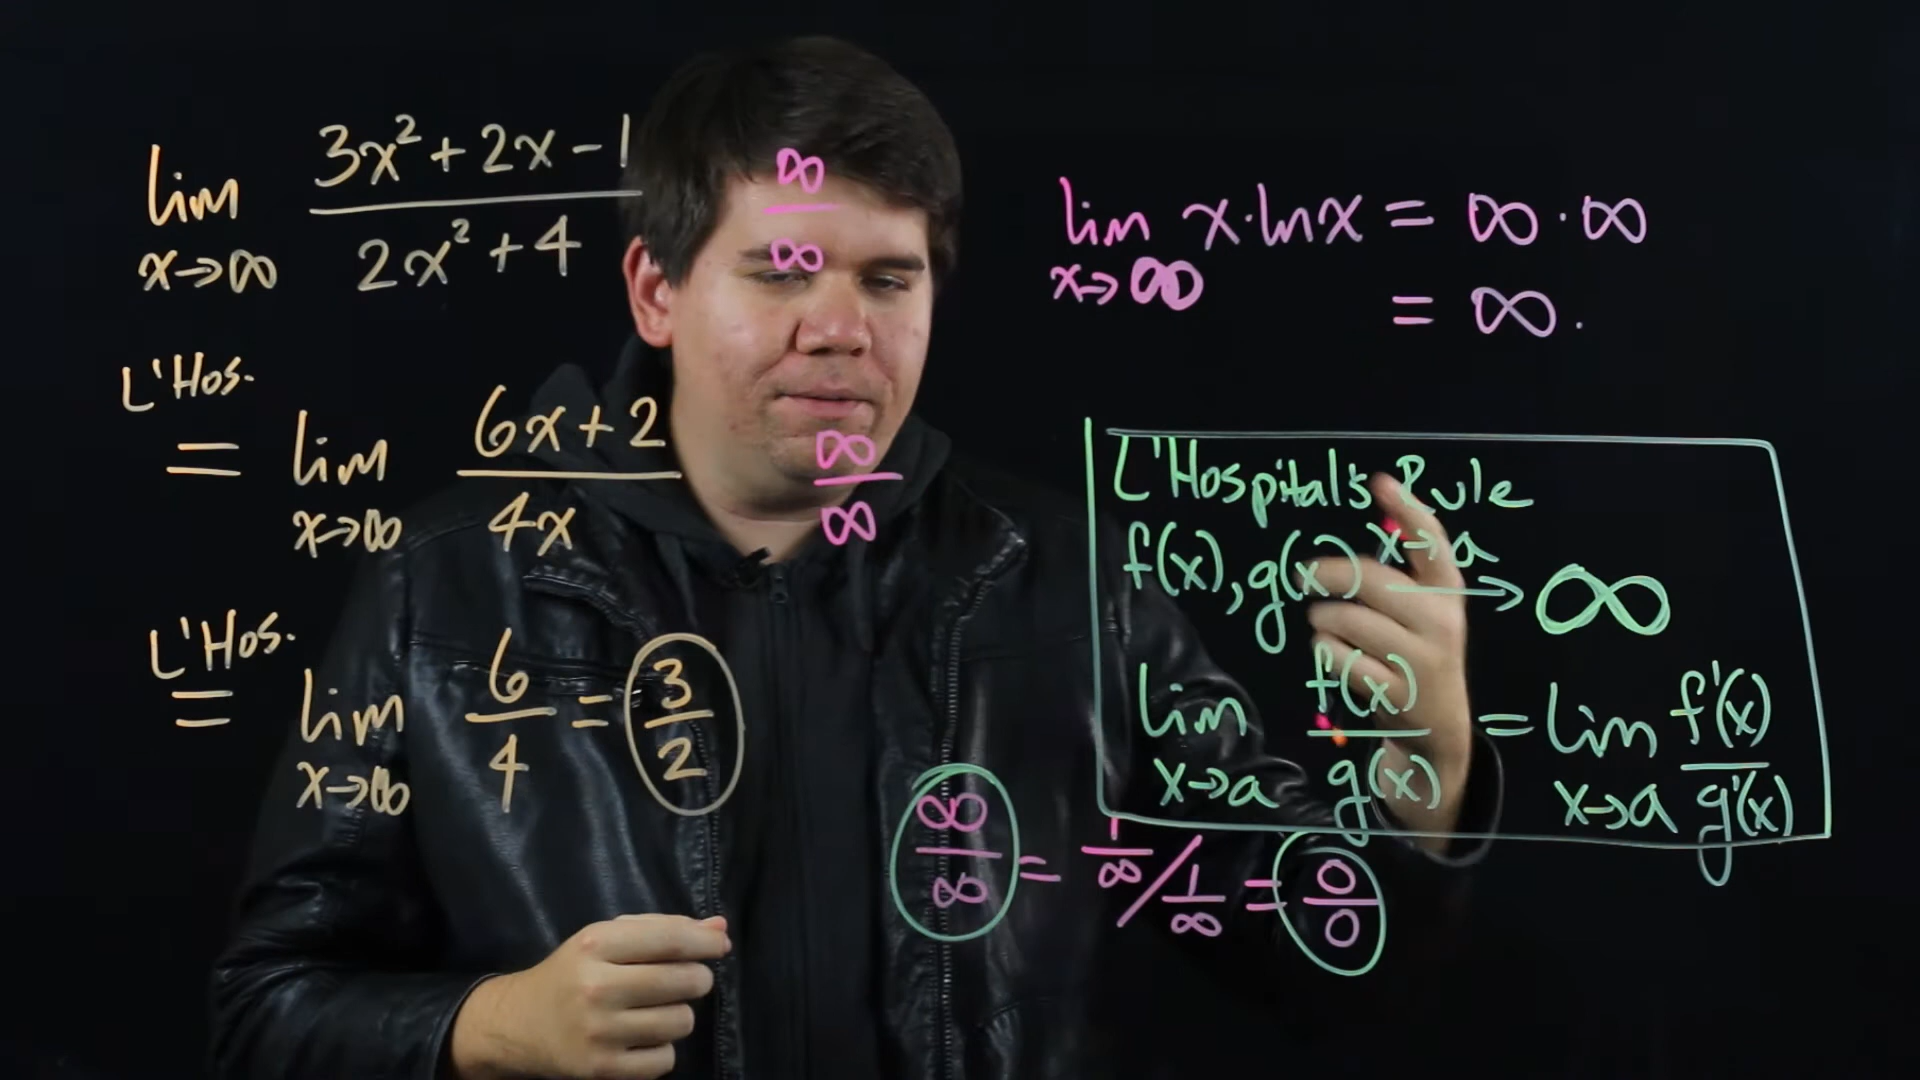 lim x→∞ (3x² + 2x - 1)/(2x² + 4) ∞/∞
L'Hos.
= lim x→∞ (6x + 2)/(4x) ∞/∞
L'Hos.
= lim x→∞ 6/4 = 3/2
lim x→∞ x·lnx = ∞·∞
= ∞.
L'Hospital's Rule
f(x), g(x) x→a → ∞
lim x→a f(x)/g(x) = lim x→a f'(x)/g'(x)
∞/∞ = 1/∞ / 1/∞ = 0/0